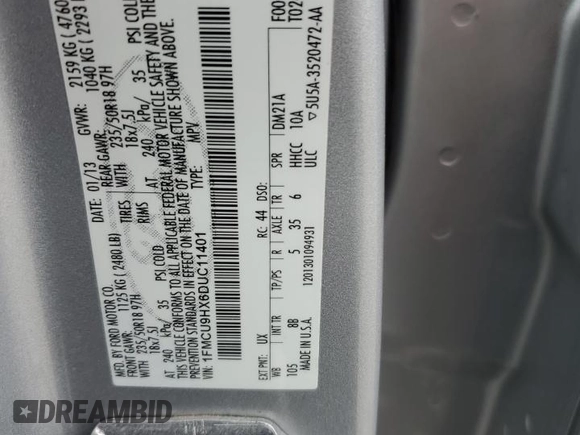 MFD. BY FORD MOTOR CO.
DATE: 01/13
GVWR: 2159 KG ( 4760
FRONT GAWR: 1125 KG ( 2480 LB)
REAR GAWR: 1040 KG ( 2293
WITH 235/50R18 97H TIRES WITH 235/50R18 97H
18x7.5J RIMS 18x7.5J
AT 240 kPa/ 35 PSI COLD AT 240 kPa/ 35 PSI COLD
THIS VEHICLE CONFORMS TO ALL APPLICABLE FEDERAL MOTOR VEHICLE SAFETY AND THEFT
PREVENTION STANDARDS IN EFFECT ON THE DATE OF MANUFACTURE SHOWN ABOVE.
VIN: 1FMCU9HX6DUC11401
TYPE: MPV
F00
T02
EXT PNT: UX RC: 44 DSO:
WB INT TR TP/PS R AXLE TR SPR DJM21A
105 8B 5 35 6 HHCC 10A
MADE IN U.S.A. ULC
1201301094931 ▽5U5A-3520472-AA
DREAMBID